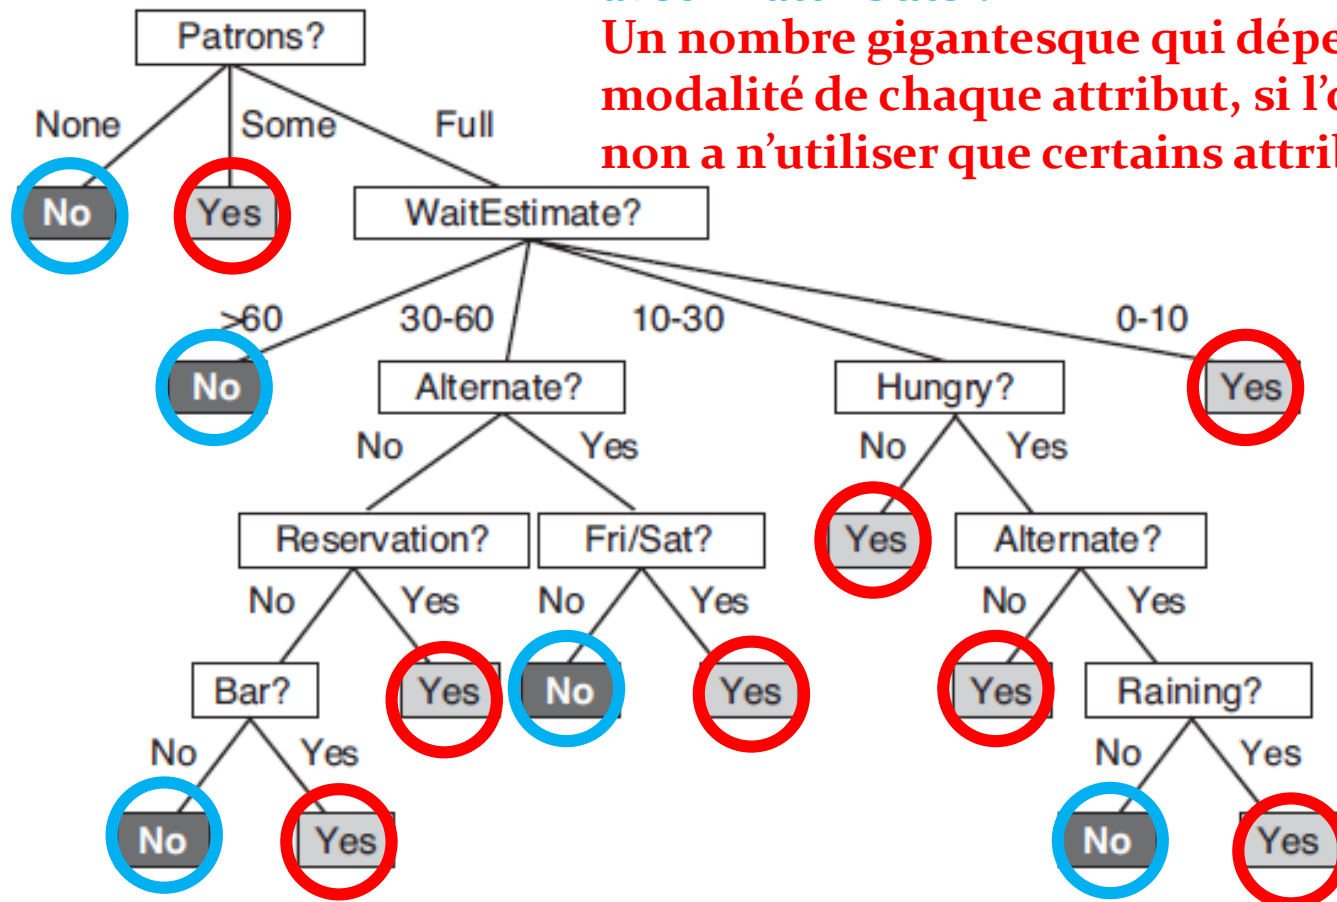 Patrons?
Un nombre gigantesque qui
modalité de chaque attribut, si
non a n'utiliser que certains
None
Some
Full
No
Yes
WaitEstimate?
>60
30-60
10-30
0-10
No
Alternate?
Hungry?
Yes
No
Yes
No
Yes
Reservation?
Fri/Sat?
Yes
Alternate?
No
Yes
No
Yes
No
Yes
Bar?
Yes
No
Yes
Yes
Raining?
No
Yes
No
Yes
No
Yes
No
Yes